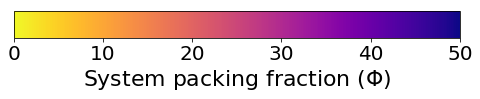 0 10 20 30 40 50
System packing fraction (Φ)